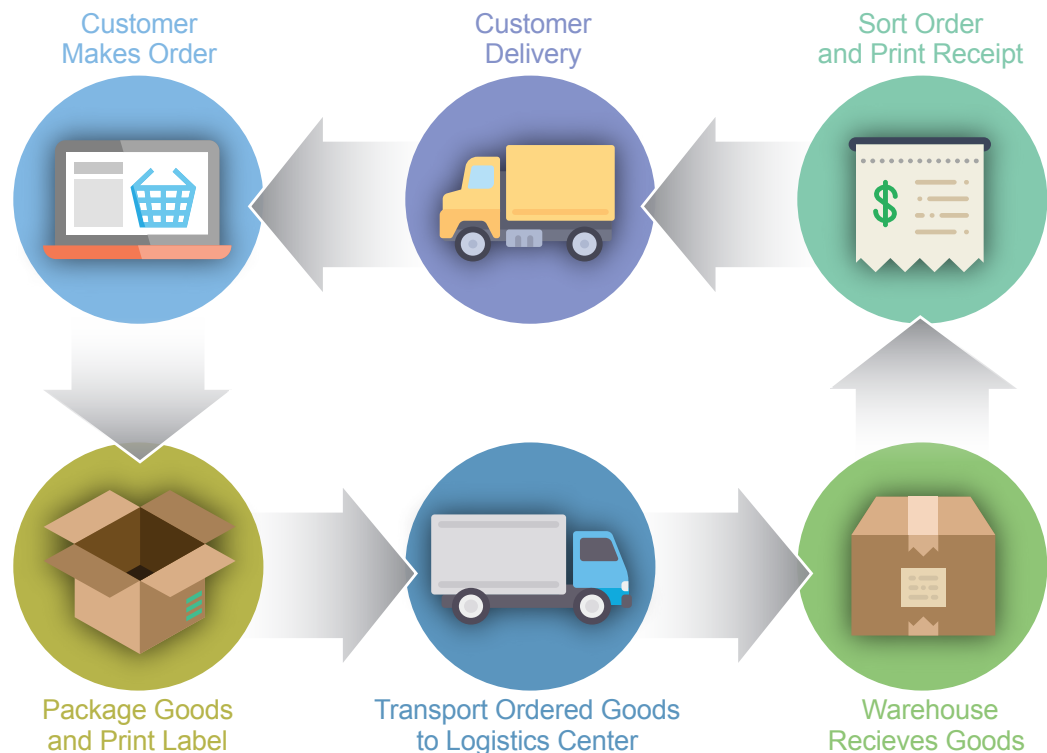 Customer
Makes Order
Customer
Delivery
Sort Order
and Print Receipt
$
Package Goods
and Print Label
Transport Ordered Goods
to Logistics Center
Warehouse
Recieves Goods